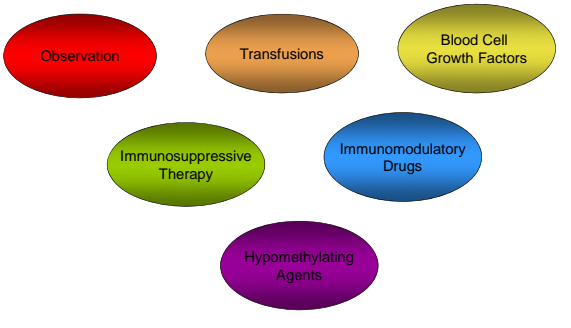 Observation
Transfusions
Blood Cell
Growth Factors
Immunosuppressive
Therapy
Immunomodulatory
Drugs
Hypomethylating
Agents